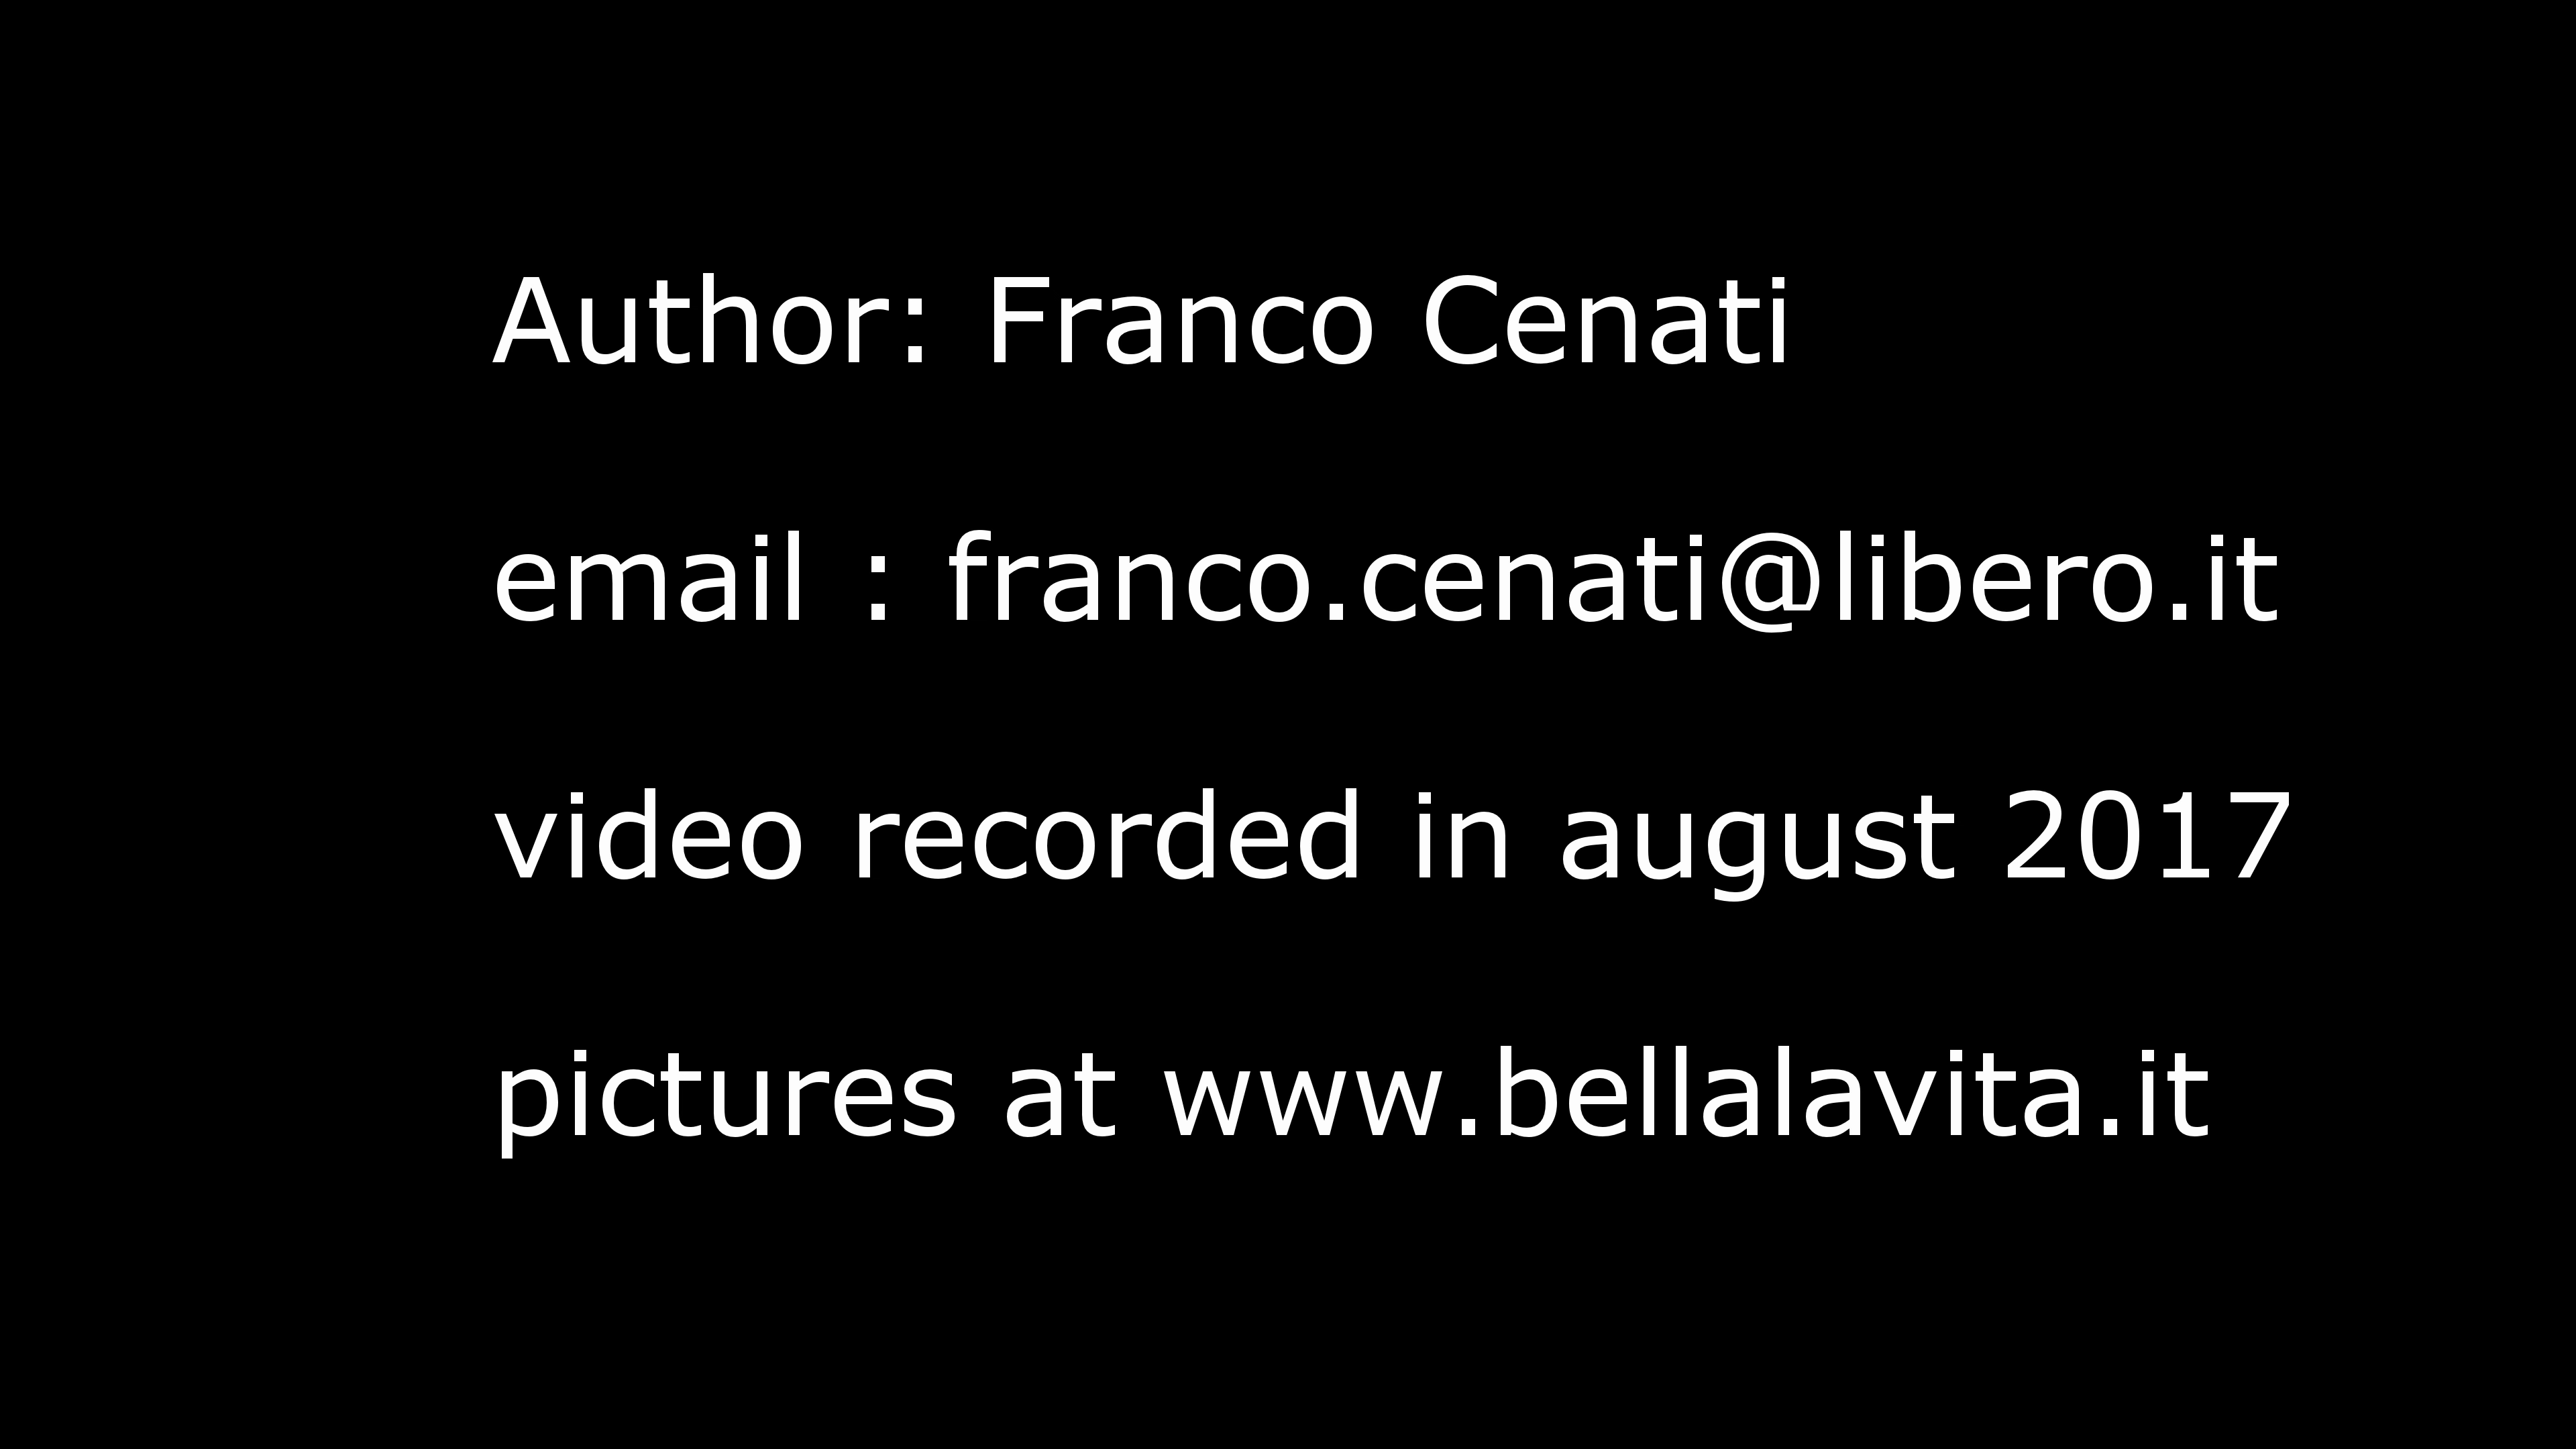 Author: Franco Cenati
email : franco.cenati@libero.it
video recorded in august 2017
pictures at www.bellalavita.it